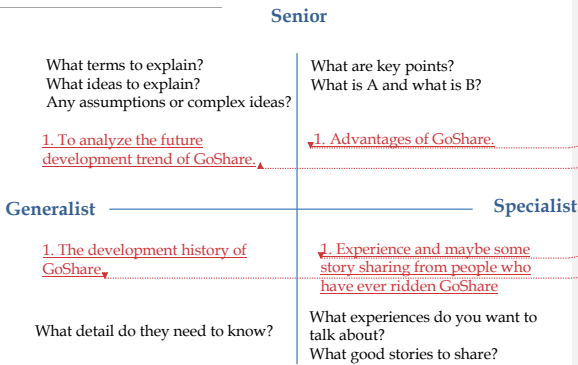 Senior
What terms to explain?
What ideas to explain?
Any assumptions or complex ideas?
1. To analyze the future
development trend of GoShare.
What are key points?
What is A and what is B?
1. Advantages of GoShare.
Generalist
Specialist
1. The development history of
GoShare
What detail do they need to know?
1. Experience and maybe some
story sharing from people who
have ever ridden GoShare
What experiences do you want to
talk about?
What good stories to share?